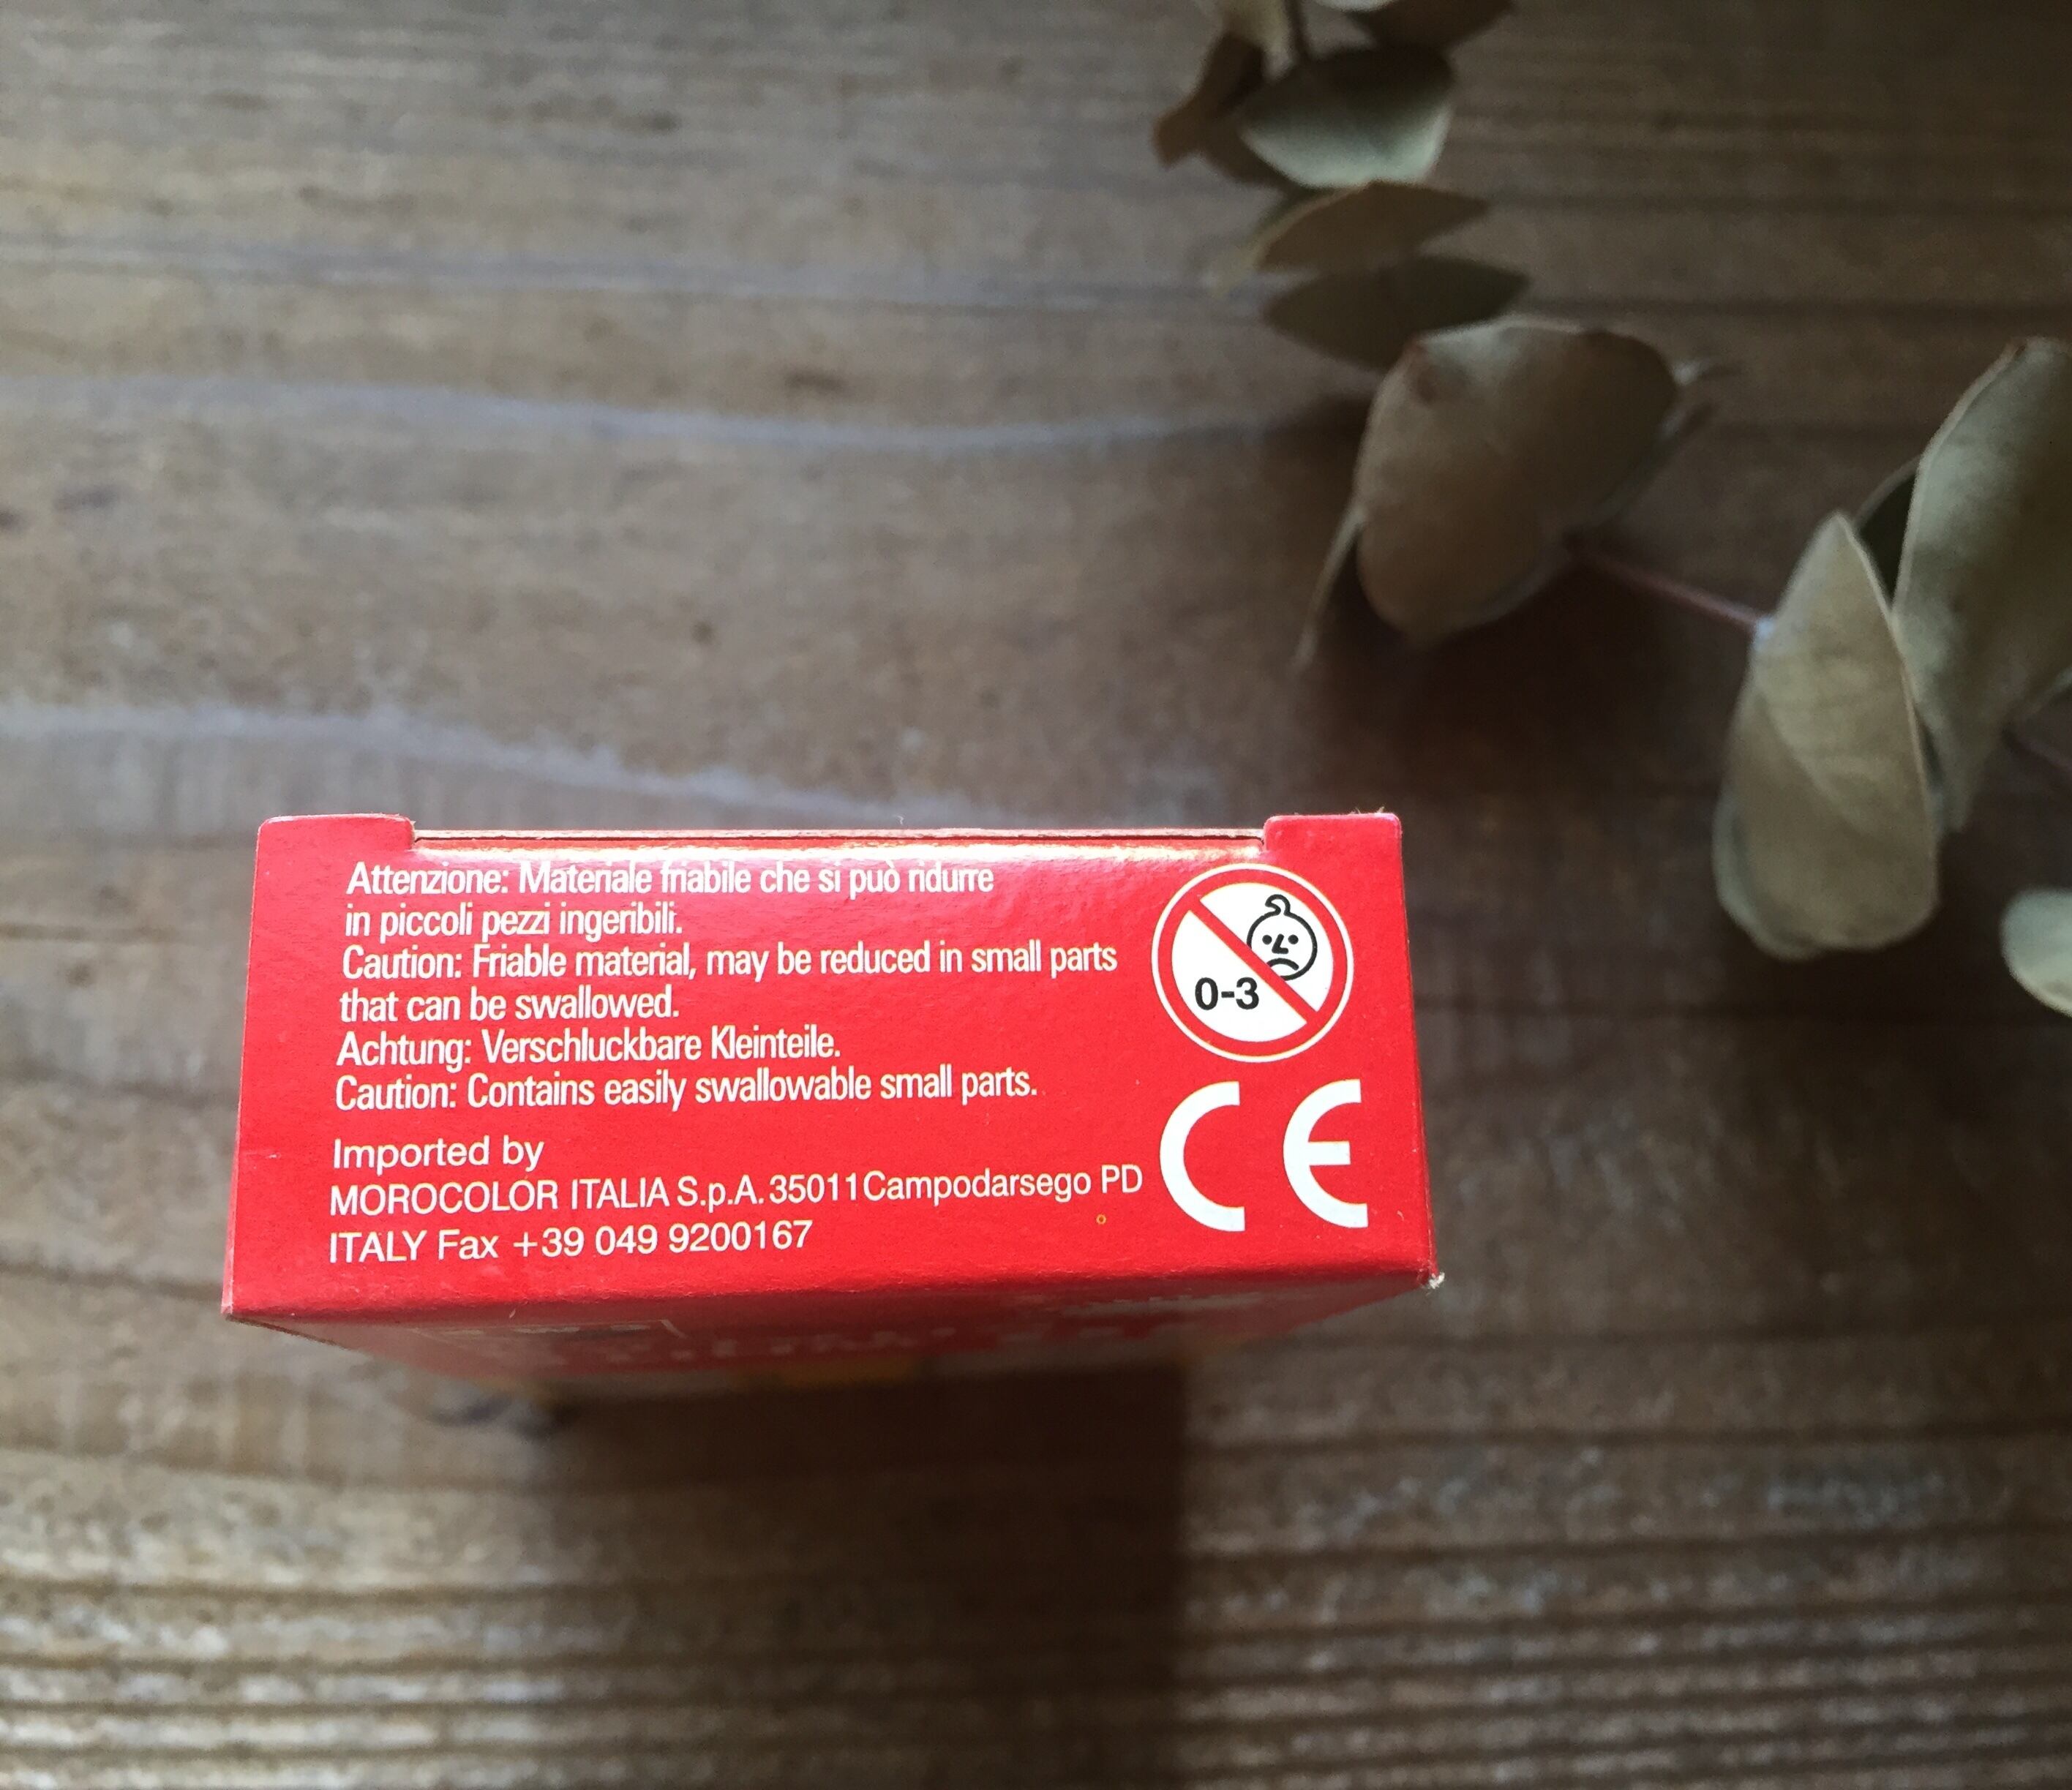 Attenzione: Materiale friabile che si può ridurre
in piccoli pezzi ingeribili.
Caution: Friable material, may be reduced in small parts
that can be swallowed.
Achtung: Verschluckbare Kleinteile.
Caution: Contains easily swallowable small parts.
0-3
CE
Imported by
MOROCOLOR ITALIA S.p.A. 35011 Campodarsego PD
ITALY Fax +39 049 9200167